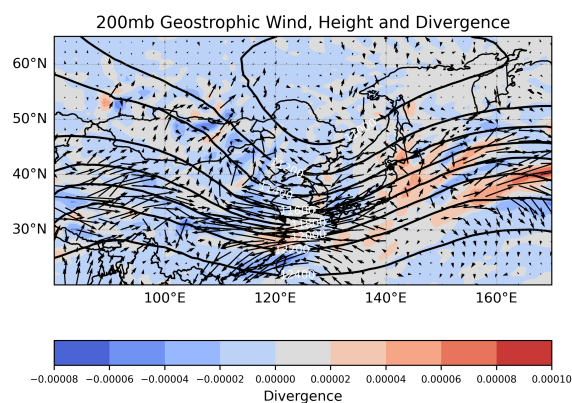 200mb Geostrophic Wind, Height and Divergence
60°N
50°N
40°N
30°N
100°E 120°E 140°E 160°E
−0.00008 −0.00006 −0.00004 −0.00002 0.00000 0.00002 0.00004 0.00006 0.00008 0.00010
Divergence